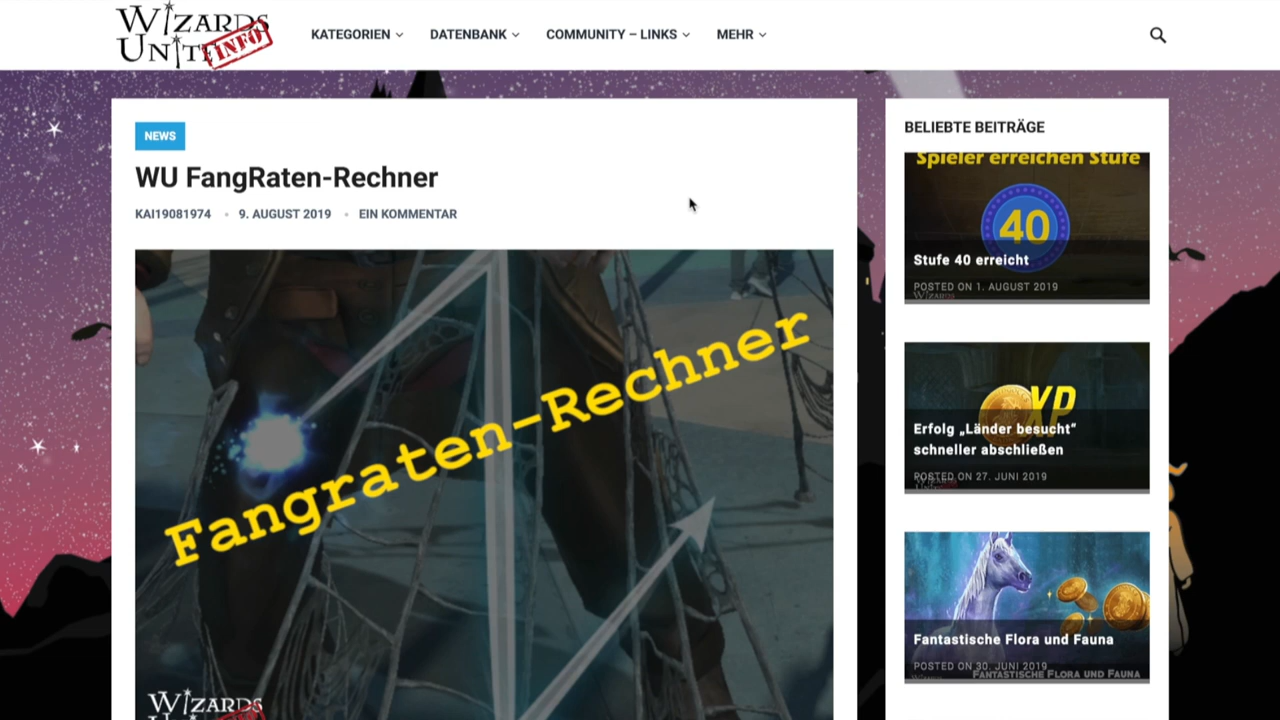 WIZARDS
UNITE INFO
KATEGORIEN
DATENBANK
COMMUNITY – LINKS
MEHR
NEWS
WU FangRaten-Rechner
KAI19081974 • 9. AUGUST 2019 • EIN KOMMENTAR
Fangraten-Rechner
WIZARDS
BELIEBTE BEITRÄGE
Spieler erreichen Stufe
40
Stufe 40 erreicht
POSTED ON 1. AUGUST 2019
WIZARDS
XP
Erfolg „Länder besucht“
schneller abschließen
POSTED ON 27. JUNI 2019
Fantastische Flora und Fauna
POSTED ON 30. JUNI 2019
FANTASTISCHE FLORA UND FAUNA